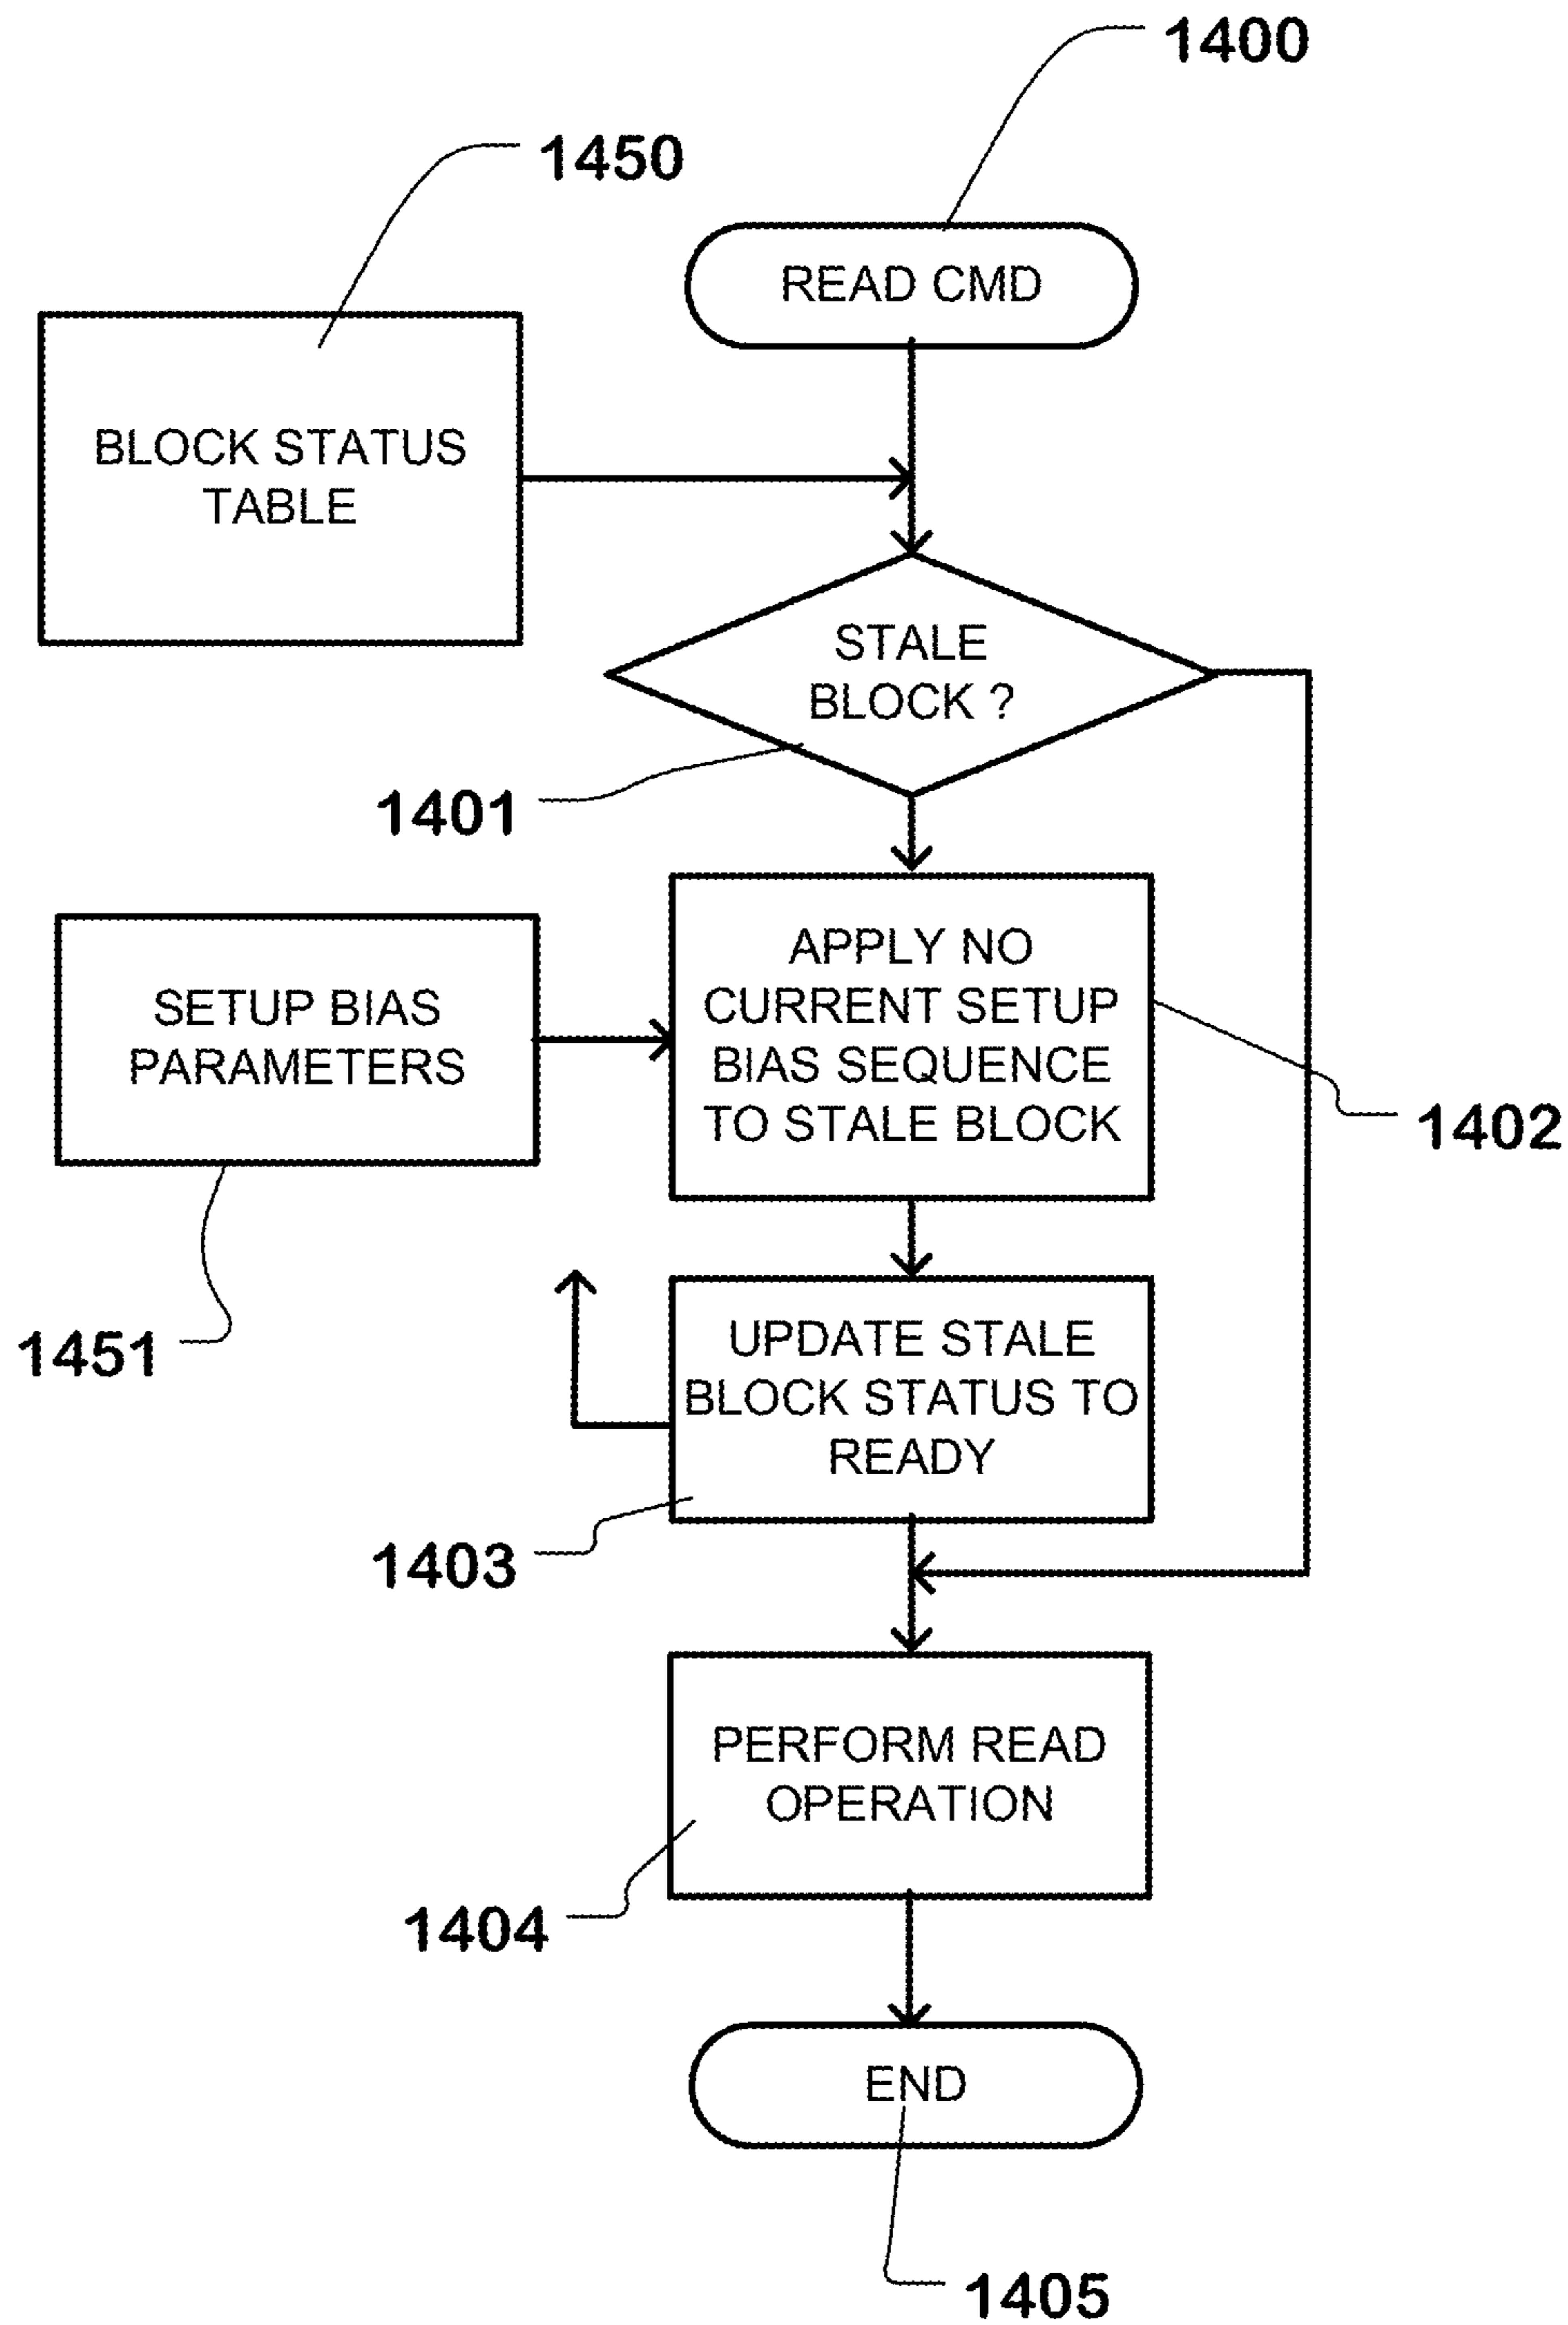 1400
1450
READ CMD
BLOCK STATUS
TABLE
STALE
BLOCK ?
1401
APPLY NO
CURRENT SETUP
BIAS SEQUENCE
TO STALE BLOCK
SETUP BIAS
PARAMETERS
1402
1451
UPDATE STALE
BLOCK STATUS TO
READY
1403
PERFORM READ
OPERATION
1404
END
1405